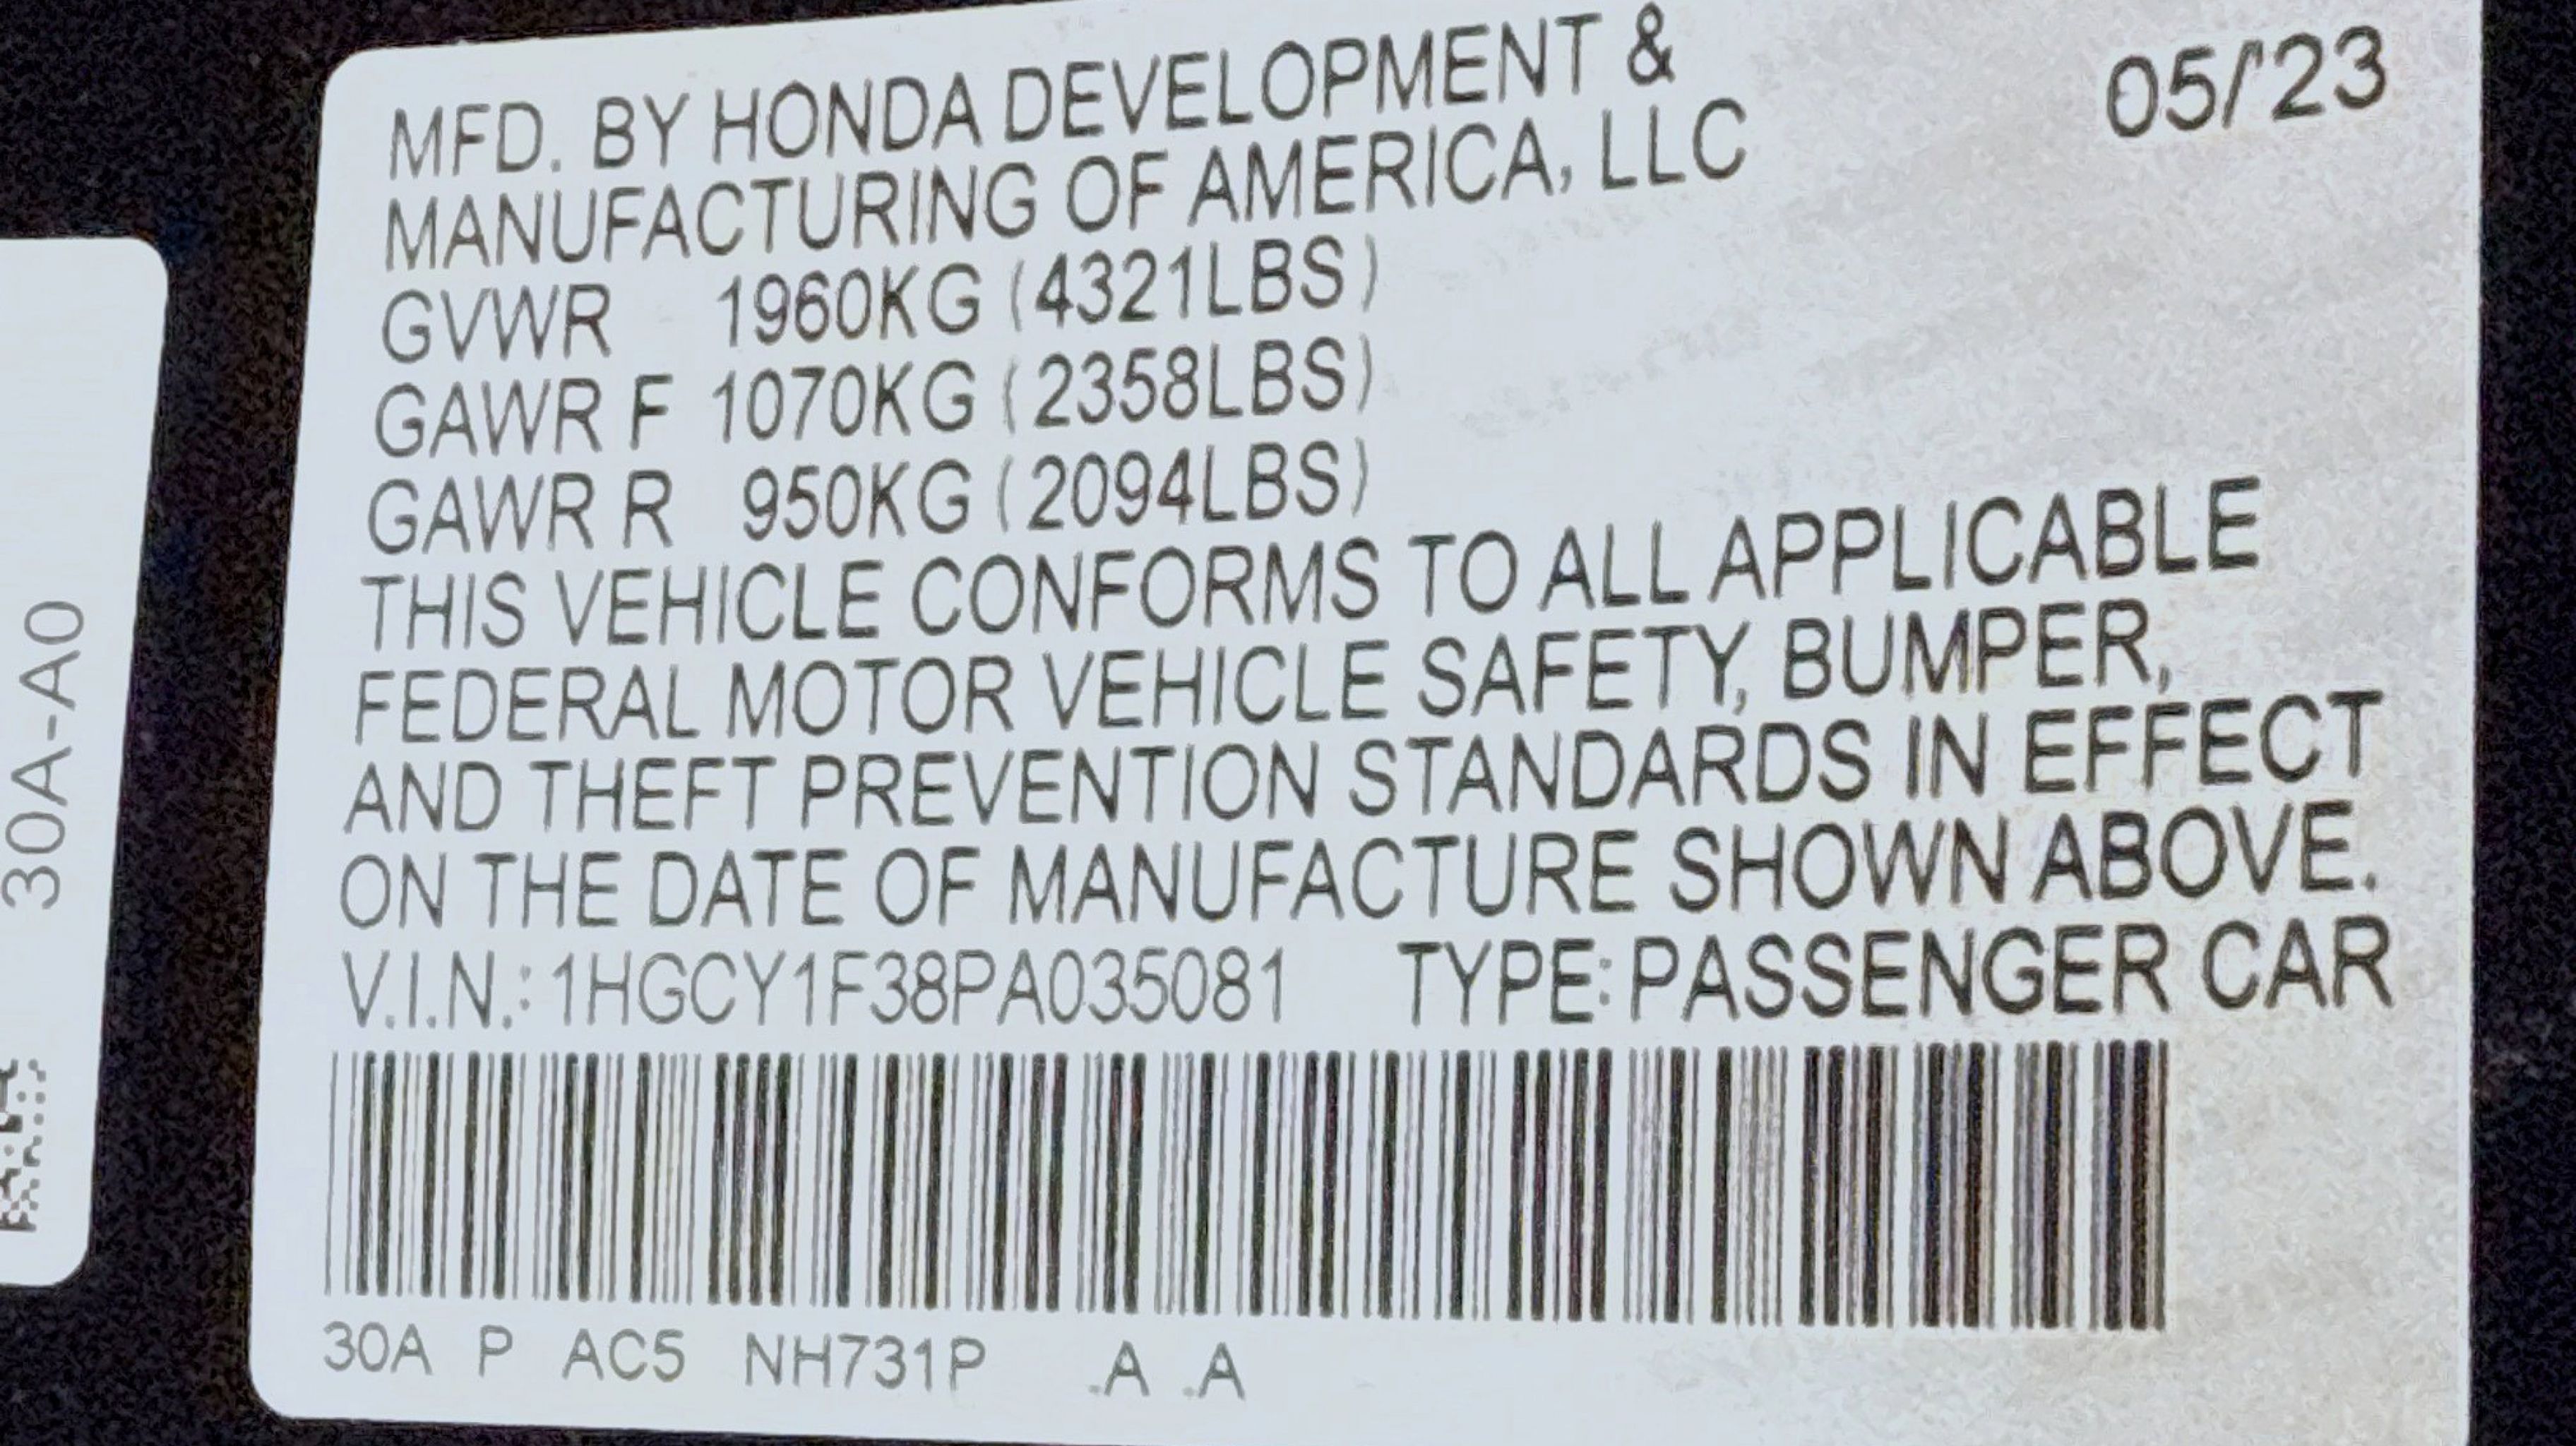 MFD. BY HONDA DEVELOPMENT &
MANUFACTURING OF AMERICA, LLC
05/'23
GVWR 1960KG (4321LBS)
GAWR F 1070KG (2358LBS)
GAWR R 950KG (2094LBS)
THIS VEHICLE CONFORMS TO ALL APPLICABLE
FEDERAL MOTOR VEHICLE SAFETY, BUMPER,
AND THEFT PREVENTION STANDARDS IN EFFECT
ON THE DATE OF MANUFACTURE SHOWN ABOVE.
V.I.N.: 1HGCY1F38PA035081 TYPE: PASSENGER CAR
30A P AC5 NH731P .A .A
30A-A0